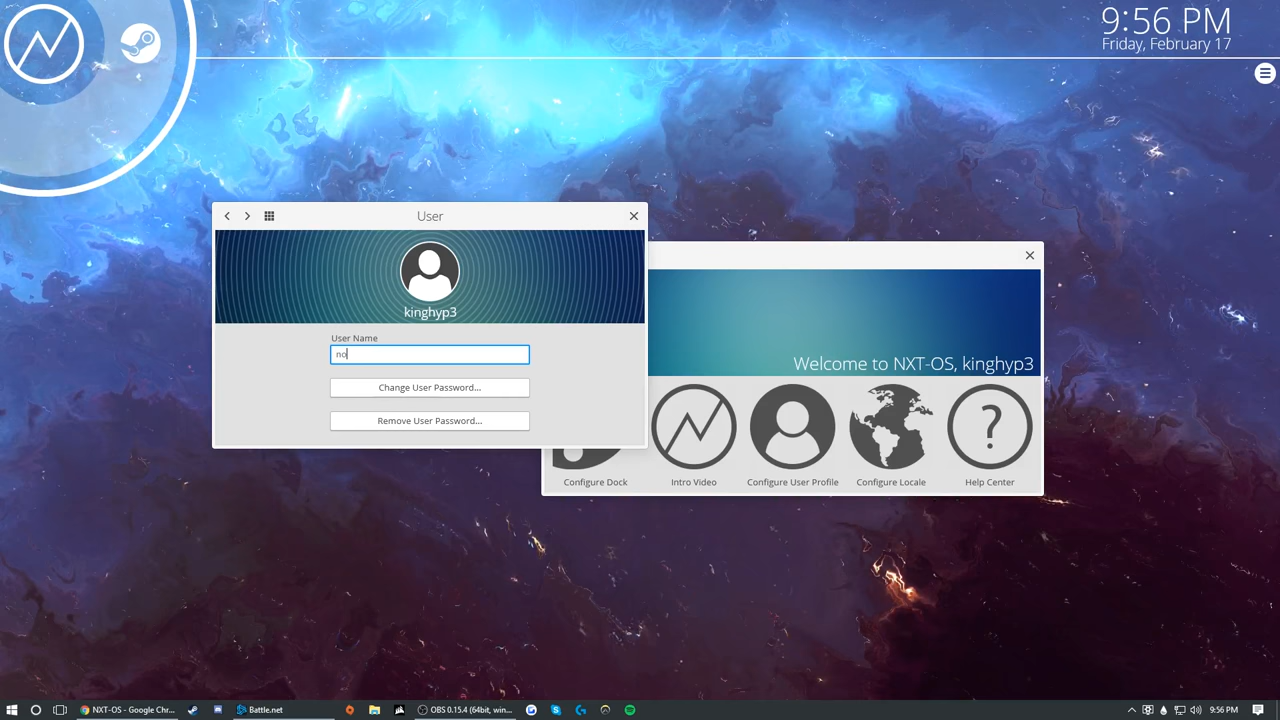 9:56 PM
Friday, February 17
User
kinghyp3
User Name
no
Change User Password...
Remove User Password...
Welcome to NXT-OS, kinghyp3
Configure Dock
Intro Video
Configure User Profile
Configure Locale
?
Help Center
NXT-OS - Google Chr...
Battle.net
OBS 0.15.4 (64bit, win...
9:56 PM